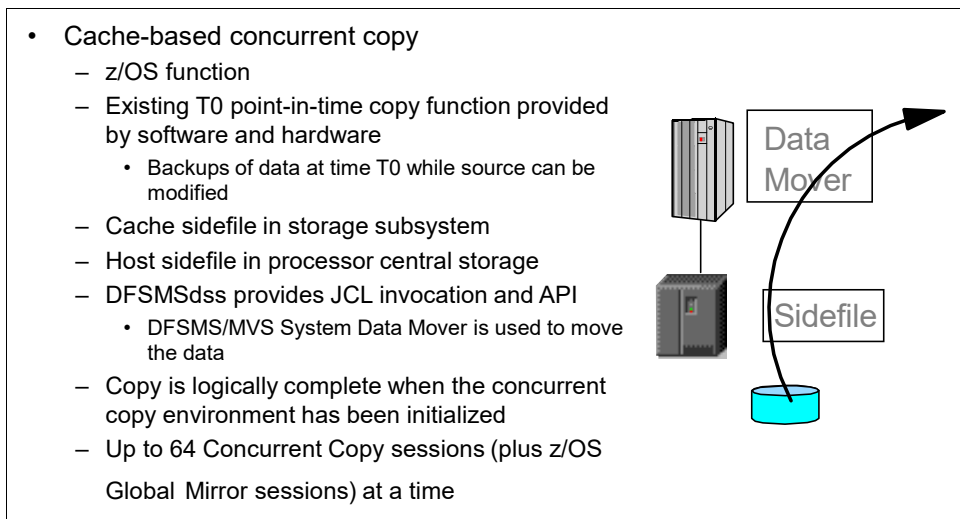 • Cache-based concurrent copy
– z/OS function
– Existing T0 point-in-time copy function provided
by software and hardware
• Backups of data at time T0 while source can be
modified
– Cache sidefile in storage subsystem
– Host sidefile in processor central storage
– DFSMSdss provides JCL invocation and API
• DFSMS/MVS System Data Mover is used to move
the data
– Copy is logically complete when the concurrent
copy environment has been initialized
– Up to 64 Concurrent Copy sessions (plus z/OS
Global Mirror sessions) at a time
Data
Mover
Sidefile